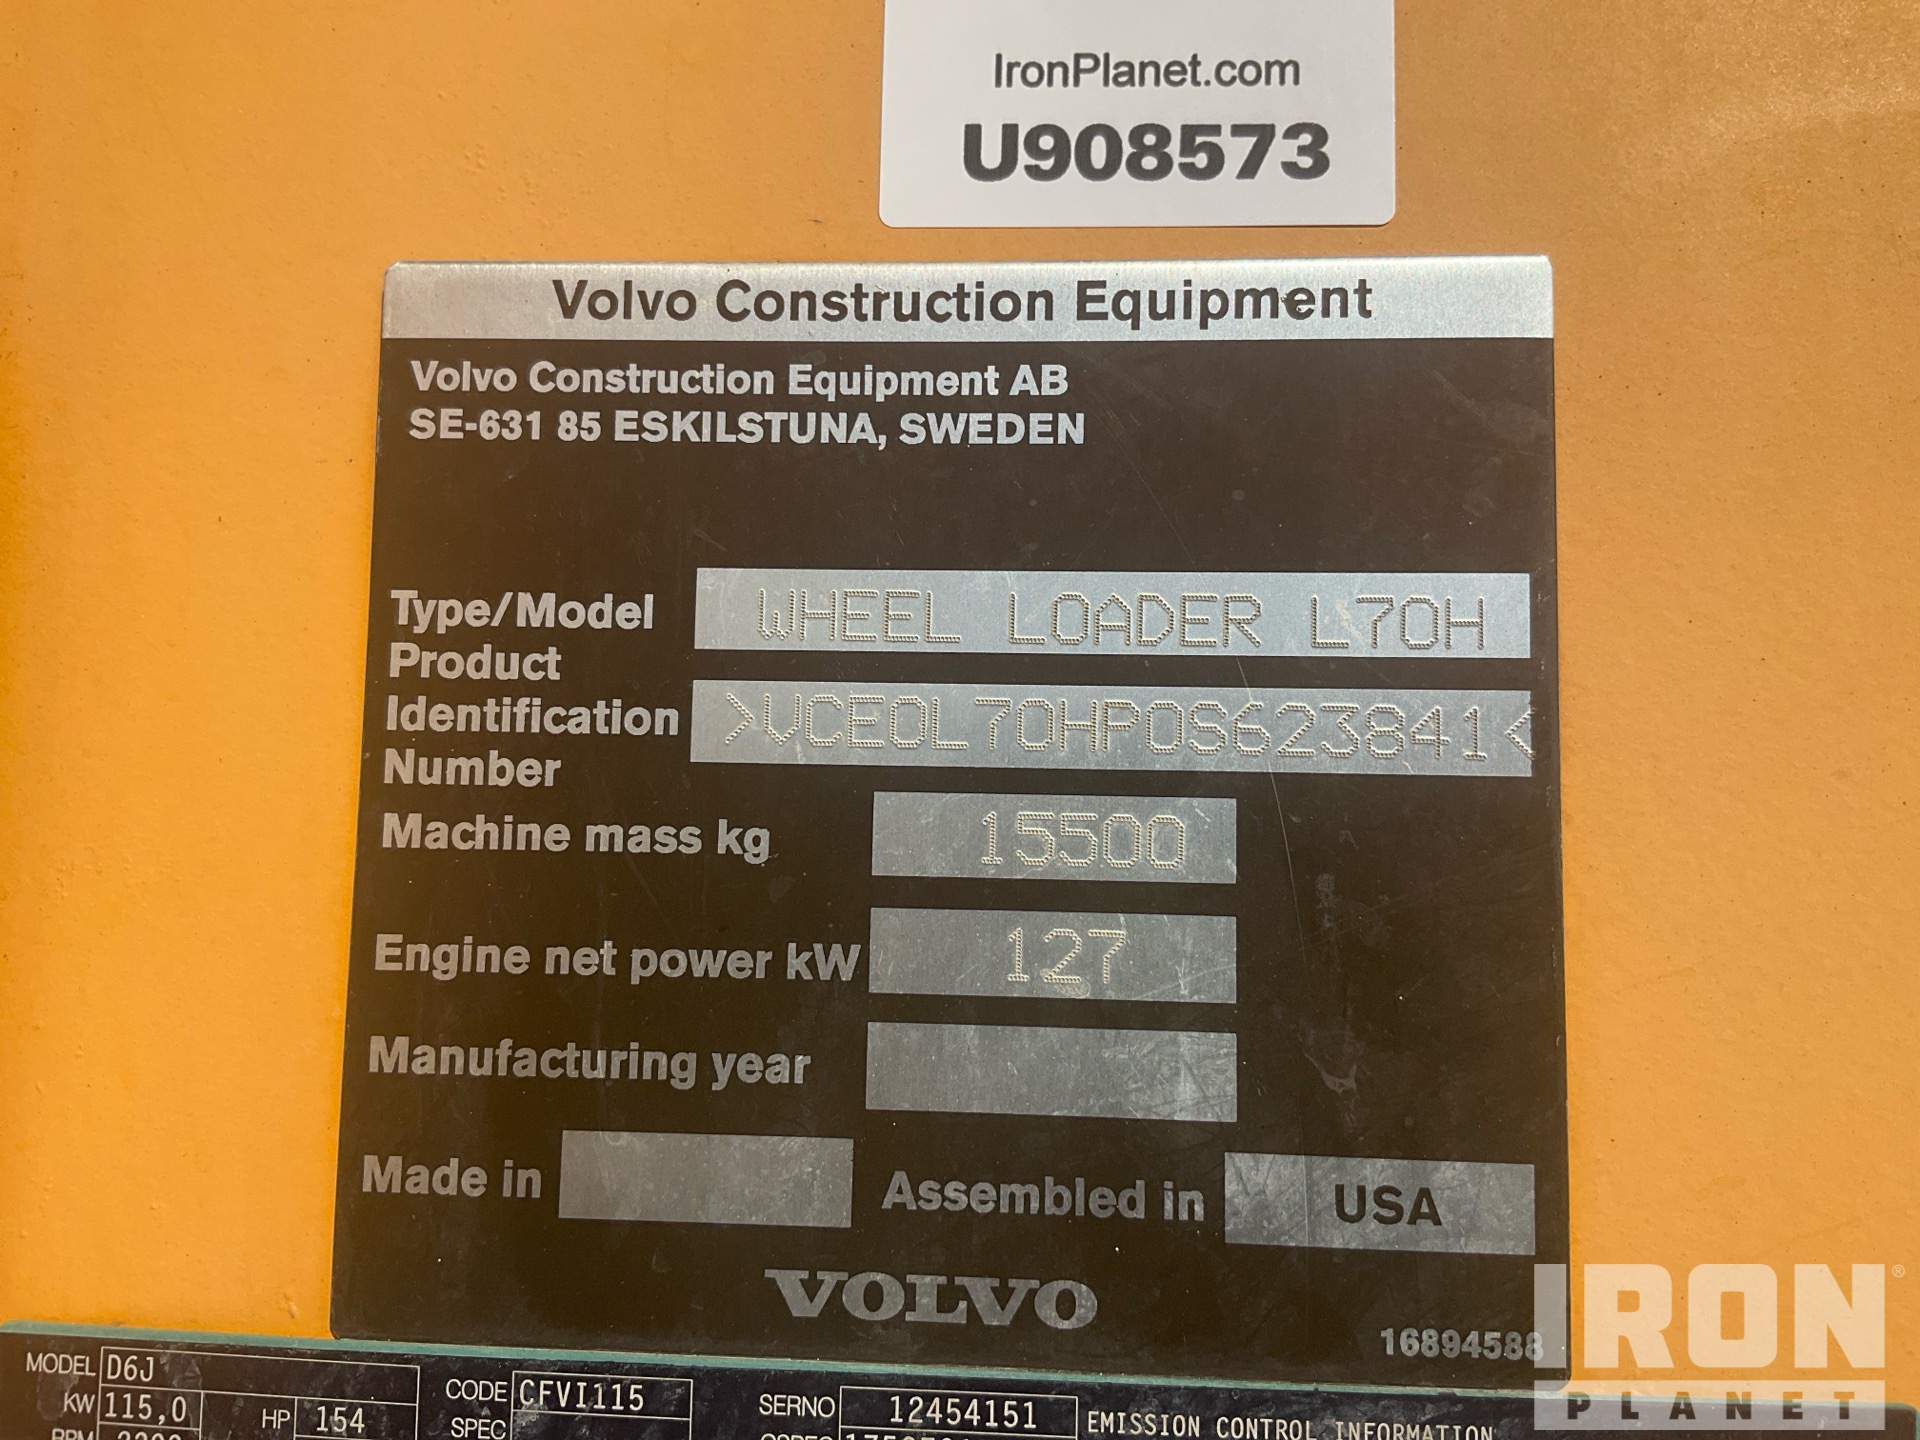 IronPlanet.com
U908573
Volvo Construction Equipment
Volvo Construction Equipment AB
SE-631 85 ESKILSTUNA, SWEDEN
Type/Model WHEEL LOADER L70H
Product
Identification >VCE0L70HP0S623841<
Number
Machine mass kg 15500
Engine net power kW 127
Manufacturing year
Made in Assembled in USA
VOLVO
16894588
IRON®
PLANET
MODEL D6J CODE CFVI115 SERNO 12454151 EMISSION CONTROL INFORMATION
KW 115,0 HP 154 SPEC